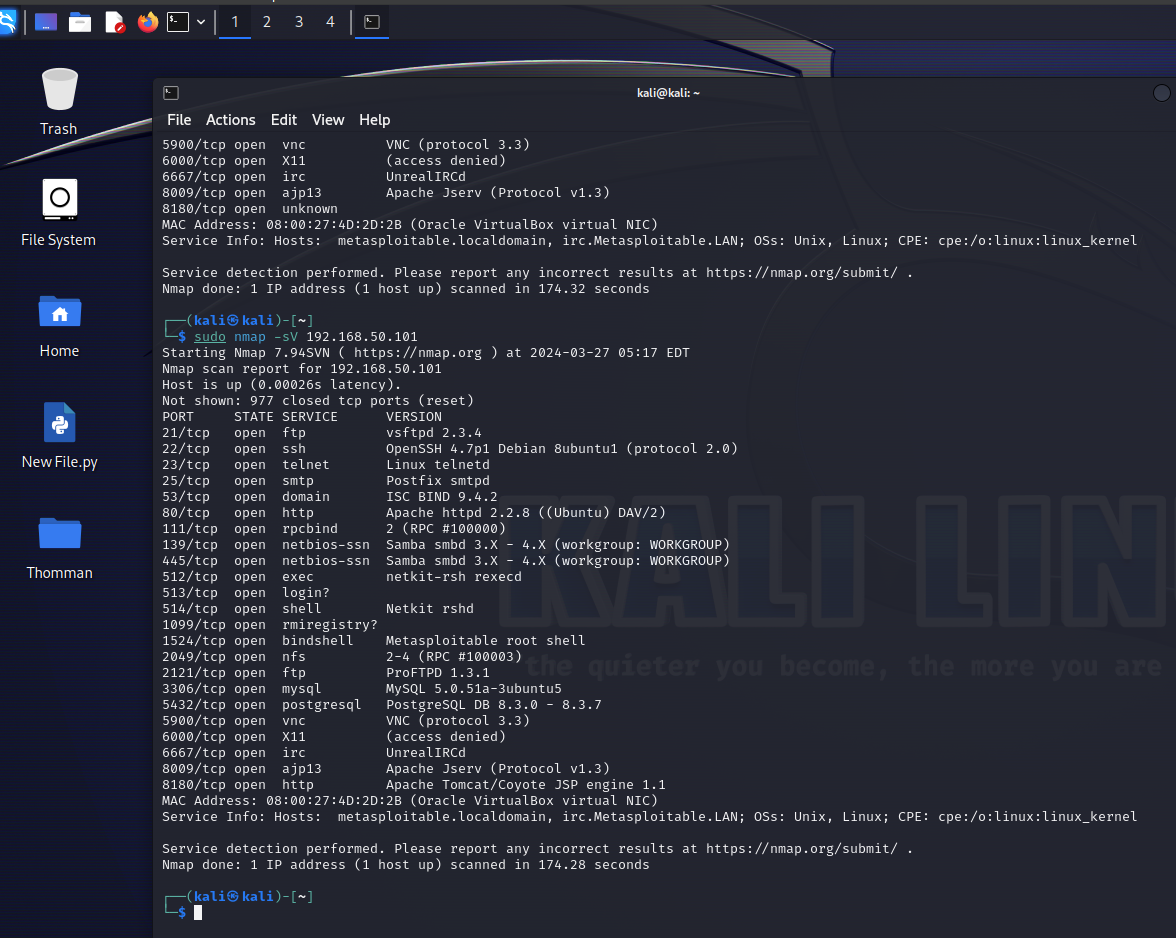 1 2 3 4
Trash
File System
Home
New File.py
Thomman
kali@kali: ~
File Actions Edit View Help
5900/tcp open  vnc         VNC (protocol 3.3)
6000/tcp open  X11         (access denied)
6667/tcp open  irc         UnrealIRCd
8009/tcp open  ajp13       Apache Jserv (Protocol v1.3)
8180/tcp open  unknown
MAC Address: 08:00:27:4D:2D:2B (Oracle VirtualBox virtual NIC)
Service Info: Hosts:  metasploitable.localdomain, irc.Metasploitable.LAN; OSs: Unix, Linux; CPE: cpe:/o:linux:linux_kernel
Service detection performed. Please report any incorrect results at https://nmap.org/submit/ .
Nmap done: 1 IP address (1 host up) scanned in 174.32 seconds
┌──(kali㉿kali)-[~]
└─$ sudo nmap -sV 192.168.50.101
Starting Nmap 7.94SVN ( https://nmap.org ) at 2024-03-27 05:17 EDT
Nmap scan report for 192.168.50.101
Host is up (0.00026s latency).
Not shown: 977 closed tcp ports (reset)
PORT     STATE SERVICE     VERSION
21/tcp   open  ftp         vsftpd 2.3.4
22/tcp   open  ssh         OpenSSH 4.7p1 Debian 8ubuntu1 (protocol 2.0)
23/tcp   open  telnet      Linux telnetd
25/tcp   open  smtp        Postfix smtpd
53/tcp   open  domain      ISC BIND 9.4.2
80/tcp   open  http        Apache httpd 2.2.8 ((Ubuntu) DAV/2)
111/tcp  open  rpcbind     2 (RPC #100000)
139/tcp  open  netbios-ssn Samba smbd 3.X - 4.X (workgroup: WORKGROUP)
445/tcp  open  netbios-ssn Samba smbd 3.X - 4.X (workgroup: WORKGROUP)
512/tcp  open  exec        netkit-rsh rexecd
513/tcp  open  login?
514/tcp  open  shell       Netkit rshd
1099/tcp open  rmiregistry?
1524/tcp open  bindshell   Metasploitable root shell
2049/tcp open  nfs         2-4 (RPC #100003)
2121/tcp open  ftp         ProFTPD 1.3.1
3306/tcp open  mysql       MySQL 5.0.51a-3ubuntu5
5432/tcp open  postgresql  PostgreSQL DB 8.3.0 - 8.3.7
5900/tcp open  vnc         VNC (protocol 3.3)
6000/tcp open  X11         (access denied)
6667/tcp open  irc         UnrealIRCd
8009/tcp open  ajp13       Apache Jserv (Protocol v1.3)
8180/tcp open  http        Apache Tomcat/Coyote JSP engine 1.1
MAC Address: 08:00:27:4D:2D:2B (Oracle VirtualBox virtual NIC)
Service Info: Hosts:  metasploitable.localdomain, irc.Metasploitable.LAN; OSs: Unix, Linux; CPE: cpe:/o:linux:linux_kernel
Service detection performed. Please report any incorrect results at https://nmap.org/submit/ .
Nmap done: 1 IP address (1 host up) scanned in 174.28 seconds
┌──(kali㉿kali)-[~]
└─$
KALI LIN
the quieter you become, the more you are